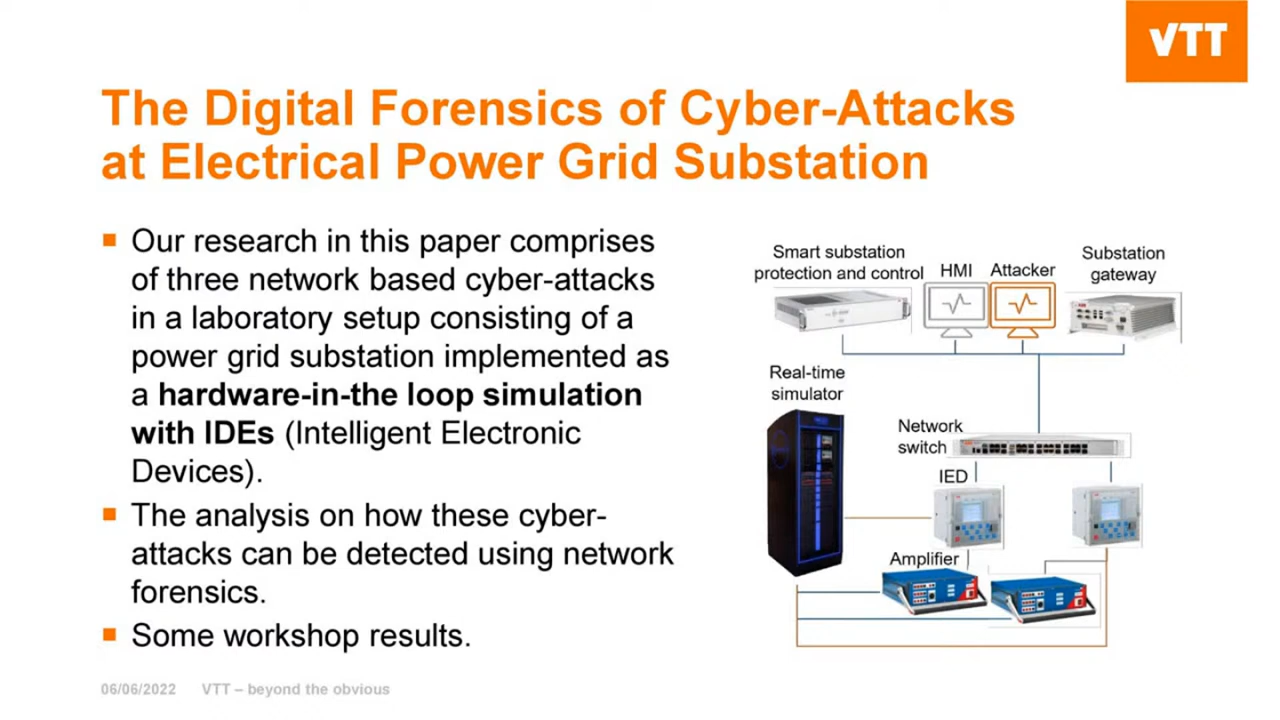 VTT
The Digital Forensics of Cyber-Attacks
at Electrical Power Grid Substation
Our research in this paper comprises
of three network based cyber-attacks
in a laboratory setup consisting of a
power grid substation implemented as
a hardware-in-the loop simulation
with IDEs (Intelligent Electronic
Devices).
The analysis on how these cyber-
attacks can be detected using network
forensics.
Some workshop results.
Smart substation
protection and control
HMI
Attacker
Substation
gateway
Real-time
simulator
Network
switch
IED
Amplifier
06/06/2022 VTT – beyond the obvious